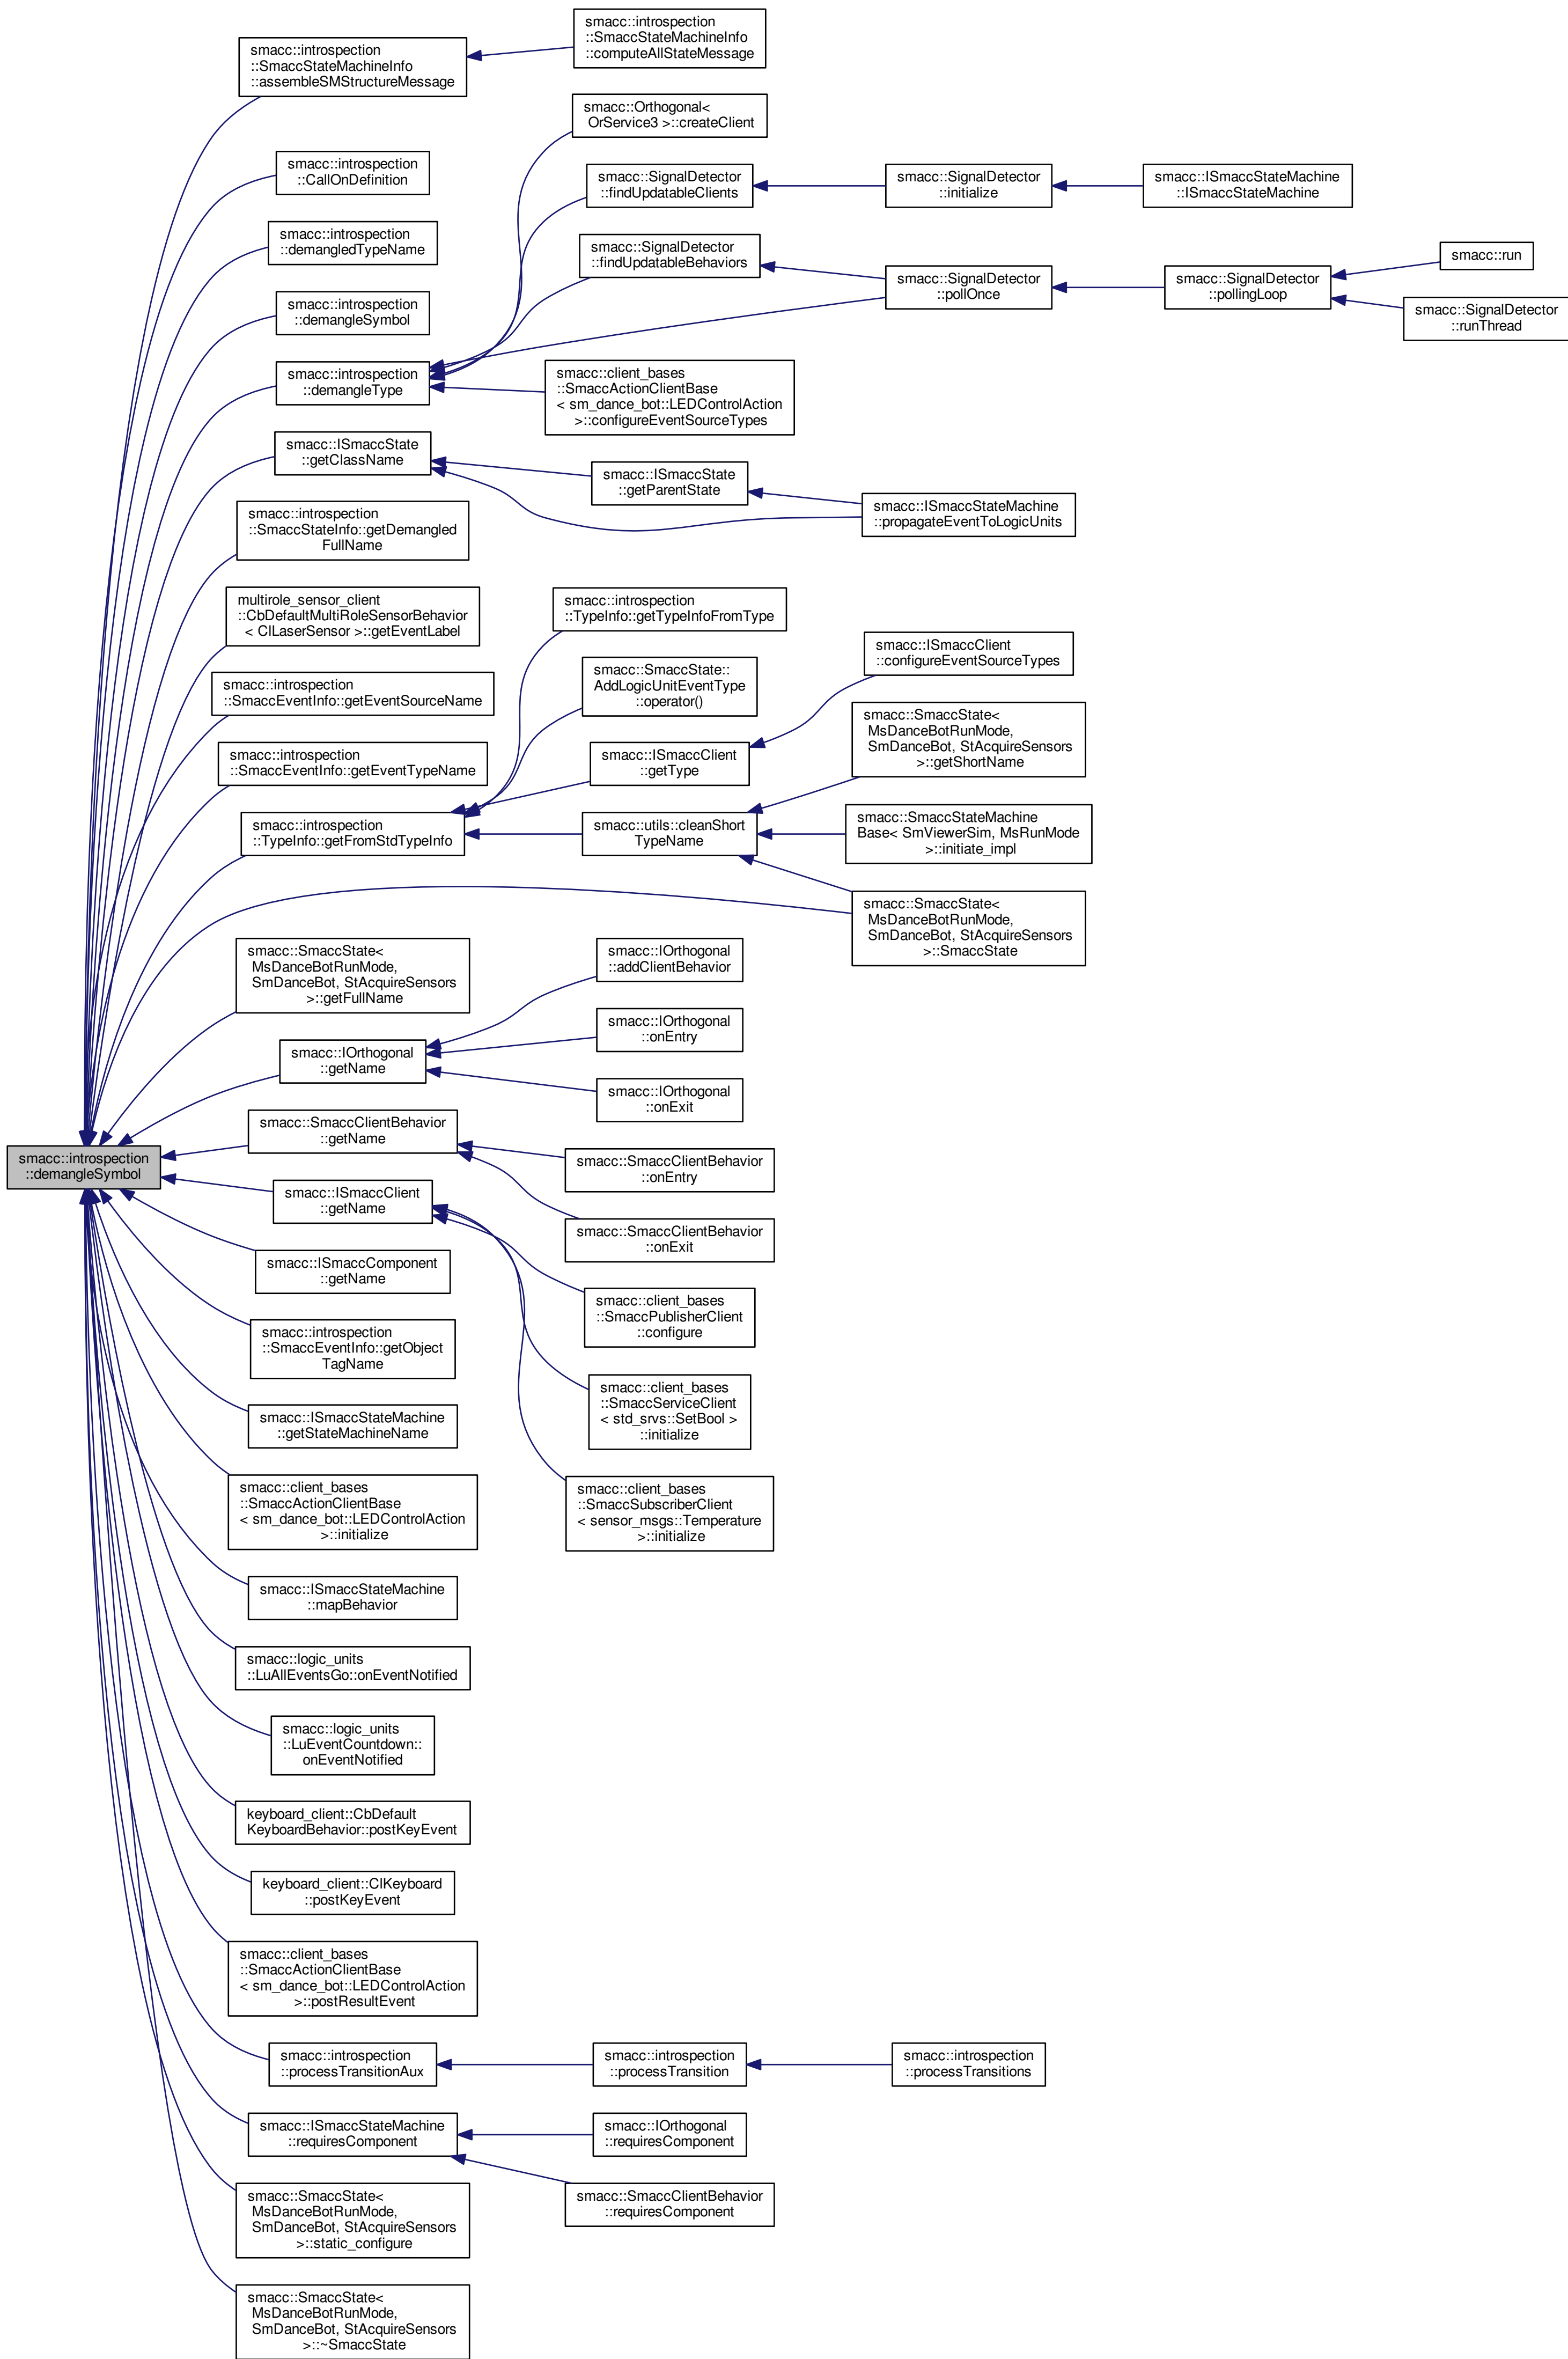 smacc::introspection
::SmaccStateMachineInfo
::assembleSMStructureMessage
smacc::introspection
::SmaccStateMachineInfo
::computeAllStateMessage
smacc::introspection
::CallOnDefinition
smacc::introspection
::demangledTypeName
smacc::introspection
::demangleSymbol
smacc::introspection
::demangleType
smacc::Orthogonal<
OrService3 >::createClient
smacc::SignalDetector
::findUpdatableClients
smacc::SignalDetector
::initialize
smacc::ISmaccStateMachine
::ISmaccStateMachine
smacc::SignalDetector
::findUpdatableBehaviors
smacc::SignalDetector
::pollOnce
smacc::SignalDetector
::pollingLoop
smacc::run
smacc::SignalDetector
::runThread
smacc::client_bases
::SmaccActionClientBase
< sm_dance_bot::LEDControlAction
>::configureEventSourceTypes
smacc::ISmaccState
::getClassName
smacc::ISmaccState
::getParentState
smacc::ISmaccStateMachine
::propagateEventToLogicUnits
smacc::introspection
::SmaccStateInfo::getDemangled
FullName
multirole_sensor_client
::CbDefaultMultiRoleSensorBehavior
< ClLaserSensor >::getEventLabel
smacc::introspection
::SmaccEventInfo::getEventSourceName
smacc::introspection
::SmaccEventInfo::getEventTypeName
smacc::introspection
::TypeInfo::getFromStdTypeInfo
smacc::introspection
::TypeInfo::getTypeInfoFromType
smacc::SmaccState::
AddLogicUnitEventType
::operator()
smacc::ISmaccClient
::getType
smacc::ISmaccClient
::configureEventSourceTypes
smacc::utils::cleanShort
TypeName
smacc::SmaccState<
MsDanceBotRunMode,
SmDanceBot, StAcquireSensors
>::getShortName
smacc::SmaccStateMachine
Base< SmViewerSim, MsRunMode
>::initiate_impl
smacc::SmaccState<
MsDanceBotRunMode,
SmDanceBot, StAcquireSensors
>::SmaccState
smacc::SmaccState<
MsDanceBotRunMode,
SmDanceBot, StAcquireSensors
>::getFullName
smacc::IOrthogonal
::getName
smacc::IOrthogonal
::addClientBehavior
smacc::IOrthogonal
::onEntry
smacc::IOrthogonal
::onExit
smacc::introspection
::demangleSymbol
smacc::SmaccClientBehavior
::getName
smacc::SmaccClientBehavior
::onEntry
smacc::SmaccClientBehavior
::onExit
smacc::ISmaccClient
::getName
smacc::client_bases
::SmaccPublisherClient
::configure
smacc::client_bases
::SmaccServiceClient
< std_srvs::SetBool >
::initialize
smacc::client_bases
::SmaccSubscriberClient
< sensor_msgs::Temperature
>::initialize
smacc::ISmaccComponent
::getName
smacc::introspection
::SmaccEventInfo::getObject
TagName
smacc::ISmaccStateMachine
::getStateMachineName
smacc::client_bases
::SmaccActionClientBase
< sm_dance_bot::LEDControlAction
>::initialize
smacc::ISmaccStateMachine
::mapBehavior
smacc::logic_units
::LuAllEventsGo::onEventNotified
smacc::logic_units
::LuEventCountdown::
onEventNotified
keyboard_client::CbDefault
KeyboardBehavior::postKeyEvent
keyboard_client::ClKeyboard
::postKeyEvent
smacc::client_bases
::SmaccActionClientBase
< sm_dance_bot::LEDControlAction
>::postResultEvent
smacc::introspection
::processTransitionAux
smacc::introspection
::processTransition
smacc::introspection
::processTransitions
smacc::ISmaccStateMachine
::requiresComponent
smacc::IOrthogonal
::requiresComponent
smacc::SmaccClientBehavior
::requiresComponent
smacc::SmaccState<
MsDanceBotRunMode,
SmDanceBot, StAcquireSensors
>::static_configure
smacc::SmaccState<
MsDanceBotRunMode,
SmDanceBot, StAcquireSensors
>::~SmaccState